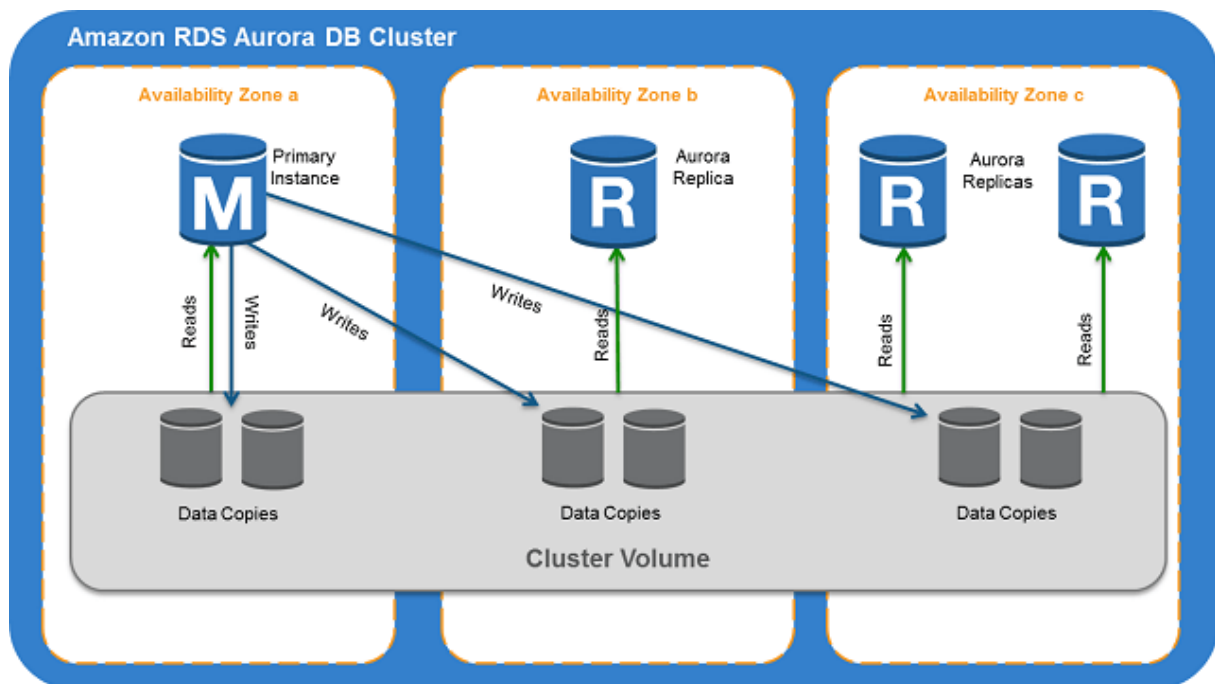 Amazon RDS Aurora DB Cluster
Availability Zone a
Availability Zone b
Availability Zone c
M
Primary
Instance
R
Aurora
Replica
R
Aurora
Replicas
R
Reads
Writes
Writes
Writes
Reads
Reads
Reads
Data Copies
Data Copies
Data Copies
Cluster Volume